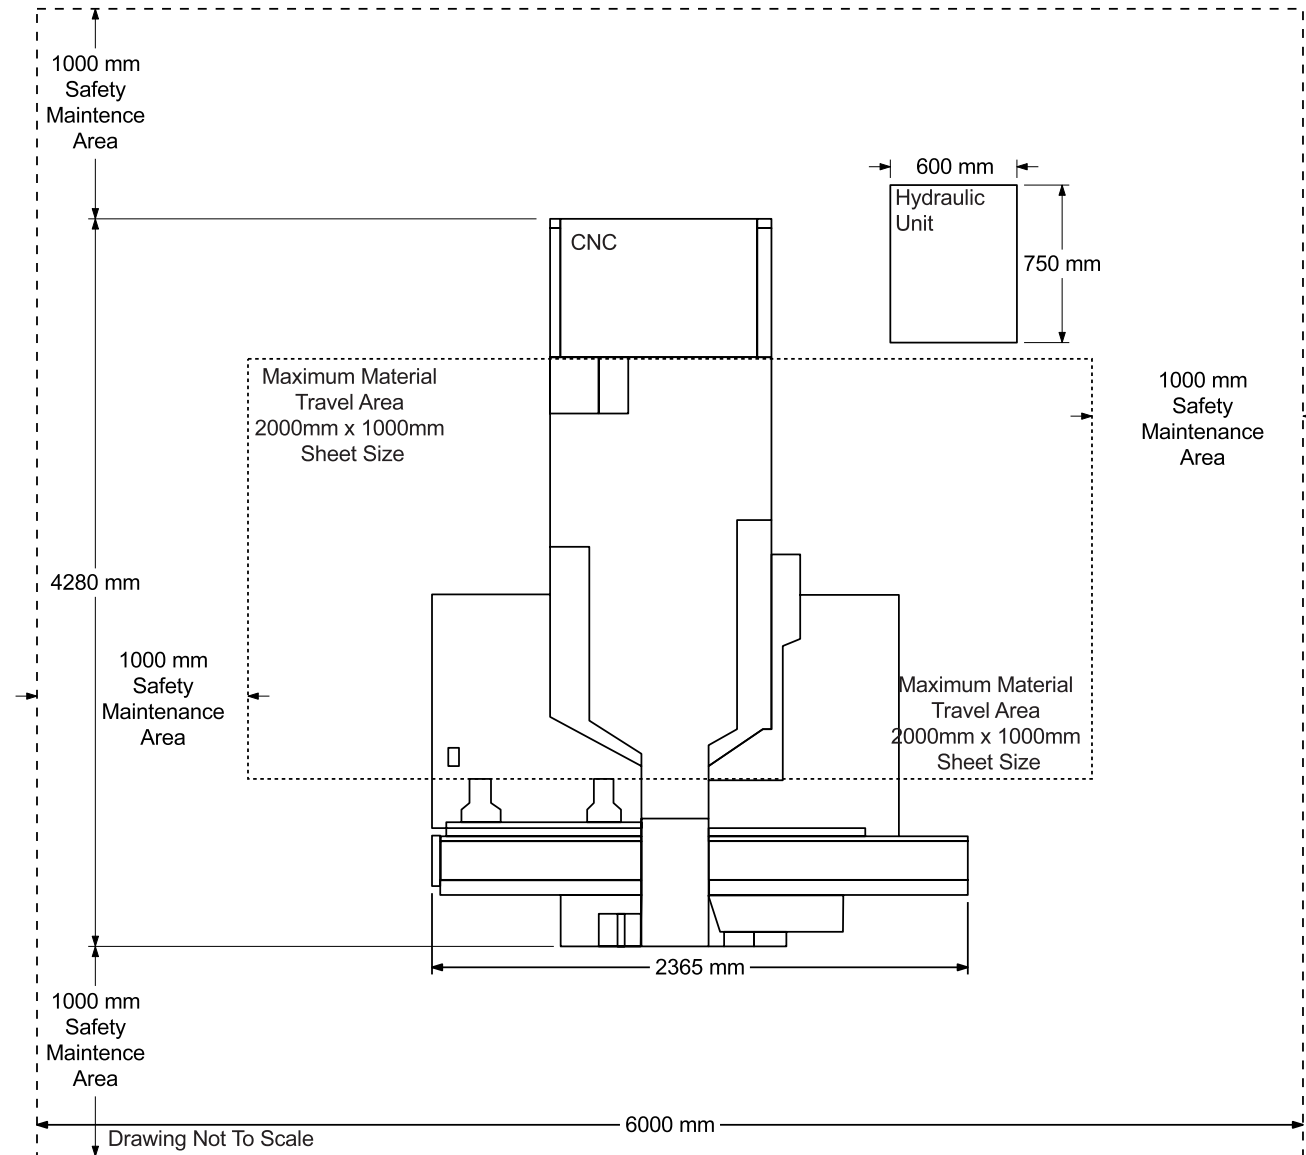 1000 mm
Safety
Maintence
Area
600 mm
Hydraulic
Unit
CNC
750 mm
Maximum Material
Travel Area
2000mm x 1000mm
Sheet Size
1000 mm
Safety
Maintenance
Area
4280 mm
1000 mm
Safety
Maintenance
Area
Maximum Material
Travel Area
2000mm x 1000mm
Sheet Size
2365 mm
1000 mm
Safety
Maintence
Area
6000 mm
Drawing Not To Scale